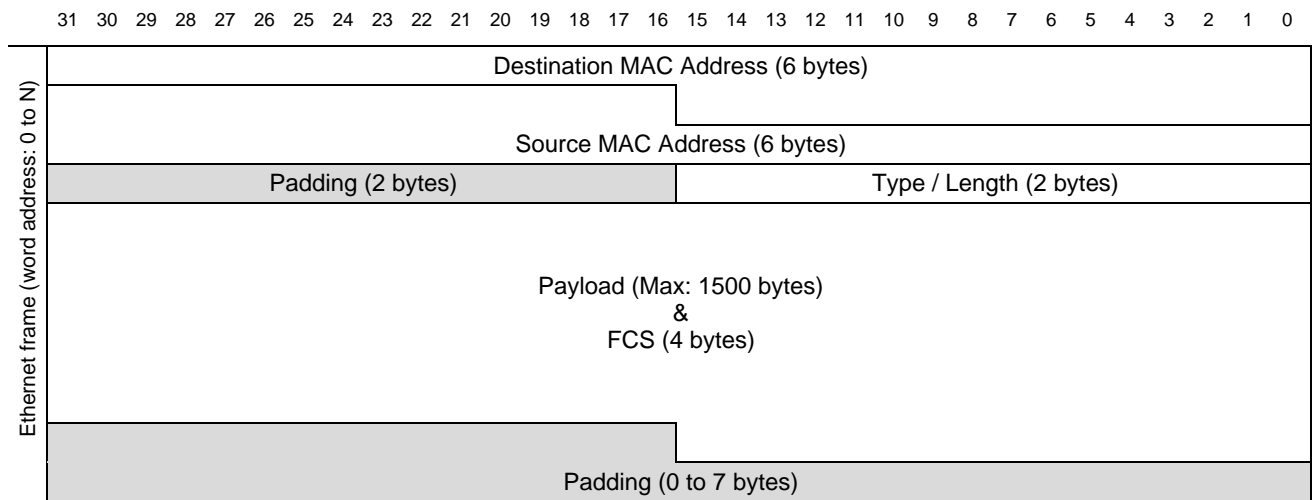 31 30 29 28 27 26 25 24 23 22 21 20 19 18 17 16 15 14 13 12 11 10 9 8 7 6 5 4 3 2 1 0
Ethernet frame (word address: 0 to N)
Destination MAC Address (6 bytes)
Source MAC Address (6 bytes)
Padding (2 bytes) Type / Length (2 bytes)
Payload (Max: 1500 bytes)
&
FCS (4 bytes)
Padding (0 to 7 bytes)